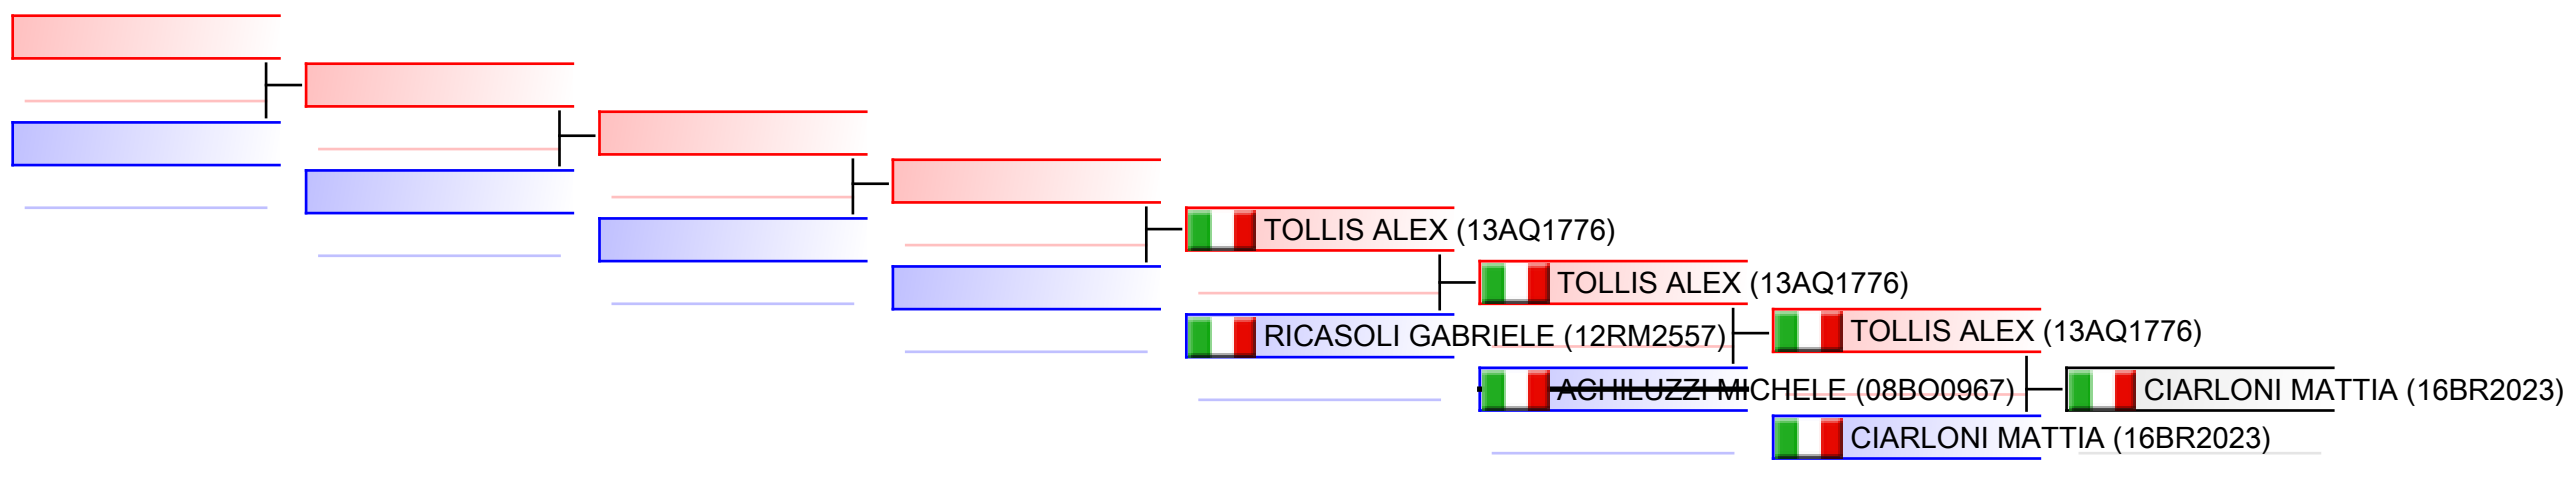 TOLLIS ALEX (13AQ1776)
TOLLIS ALEX (13AQ1776)
RICASOLI GABRIELE (12RM2557)
TOLLIS ALEX (13AQ1776)
ACHILUZZI MICHELE (08BO0967)
CIARLONI MATTIA (16BR2023)
CIARLONI MATTIA (16BR2023)